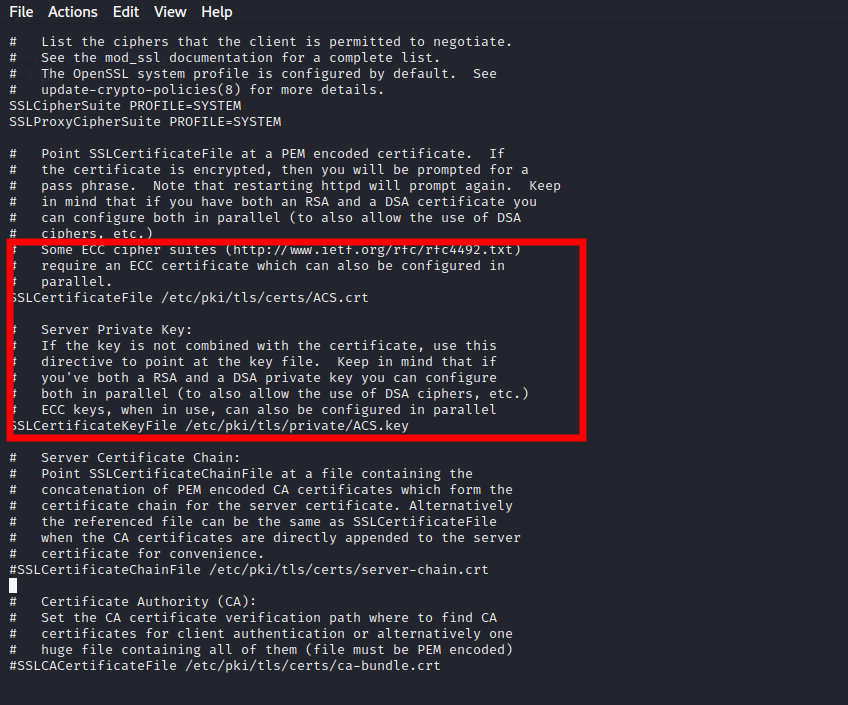 File Actions Edit View Help
#   List the ciphers that the client is permitted to negotiate.
#   See the mod_ssl documentation for a complete list.
#   The OpenSSL system profile is configured by default.  See
#   update-crypto-policies(8) for more details.
SSLCipherSuite PROFILE=SYSTEM
SSLProxyCipherSuite PROFILE=SYSTEM
#   Point SSLCertificateFile at a PEM encoded certificate.  If
#   the certificate is encrypted, then you will be prompted for a
#   pass phrase.  Note that restarting httpd will prompt again.  Keep
#   in mind that if you have both an RSA and a DSA certificate you
#   can configure both in parallel (to also allow the use of DSA
#   ciphers, etc.)
#   Some ECC cipher suites (http://www.ietf.org/rfc/rfc4492.txt)
#   require an ECC certificate which can also be configured in
#   parallel.
SSLCertificateFile /etc/pki/tls/certs/ACS.crt
#   Server Private Key:
#   If the key is not combined with the certificate, use this
#   directive to point at the key file.  Keep in mind that if
#   you've both a RSA and a DSA private key you can configure
#   both in parallel (to also allow the use of DSA ciphers, etc.)
#   ECC keys, when in use, can also be configured in parallel
SSLCertificateKeyFile /etc/pki/tls/private/ACS.key
#   Server Certificate Chain:
#   Point SSLCertificateChainFile at a file containing the
#   concatenation of PEM encoded CA certificates which form the
#   certificate chain for the server certificate. Alternatively
#   the referenced file can be the same as SSLCertificateFile
#   when the CA certificates are directly appended to the server
#   certificate for convenience.
#SSLCertificateChainFile /etc/pki/tls/certs/server-chain.crt
#   Certificate Authority (CA):
#   Set the CA certificate verification path where to find CA
#   certificates for client authentication or alternatively one
#   huge file containing all of them (file must be PEM encoded)
#SSLCACertificateFile /etc/pki/tls/certs/ca-bundle.crt